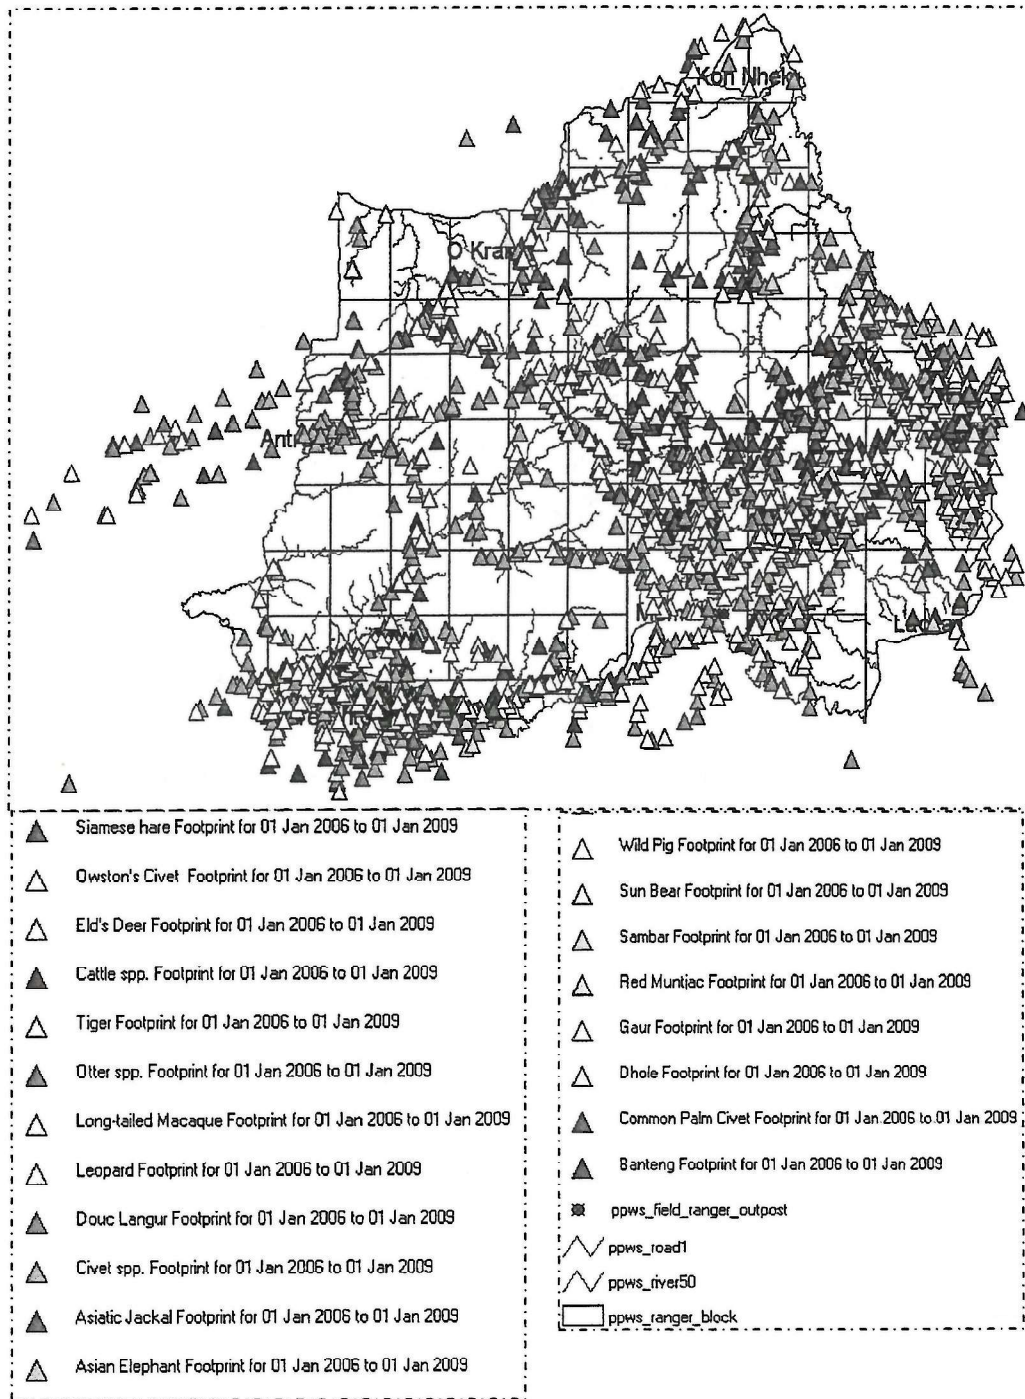 Kon Nhek
O Kra
Siamese hare Footprint for 01 Jan 2006 to 01 Jan 2009
Owston's Civet Footprint for 01 Jan 2006 to 01 Jan 2009
Eld's Deer Footprint for 01 Jan 2006 to 01 Jan 2009
Cattle spp. Footprint for 01 Jan 2006 to 01 Jan 2009
Tiger Footprint for 01 Jan 2006 to 01 Jan 2009
Otter spp. Footprint for 01 Jan 2006 to 01 Jan 2009
Long-tailed Macaque Footprint for 01 Jan 2006 to 01 Jan 2009
Leopard Footprint for 01 Jan 2006 to 01 Jan 2009
Douc Langur Footprint for 01 Jan 2006 to 01 Jan 2009
Civet spp. Footprint for 01 Jan 2006 to 01 Jan 2009
Asiatic Jackal Footprint for 01 Jan 2006 to 01 Jan 2009
Asian Elephant Footprint for 01 Jan 2006 to 01 Jan 2009
Wild Pig Footprint for 01 Jan 2006 to 01 Jan 2009
Sun Bear Footprint for 01 Jan 2006 to 01 Jan 2009
Sambar Footprint for 01 Jan 2006 to 01 Jan 2009
Red Muntjac Footprint for 01 Jan 2006 to 01 Jan 2009
Gaur Footprint for 01 Jan 2006 to 01 Jan 2009
Dhole Footprint for 01 Jan 2006 to 01 Jan 2009
Common Palm Civet Footprint for 01 Jan 2006 to 01 Jan 2009
Banteng Footprint for 01 Jan 2006 to 01 Jan 2009
ppws_field_ranger_outpost
ppws_road1
ppws_river50
ppws_ranger_block